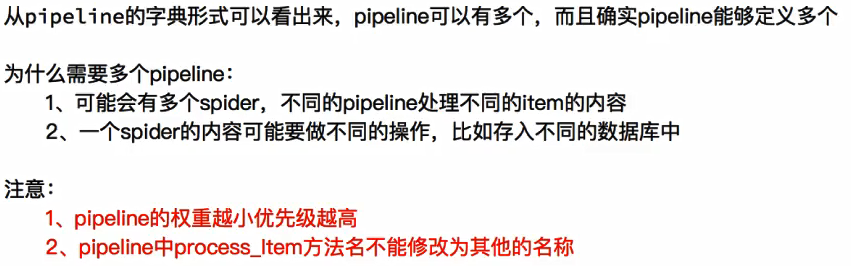 从pipeline的字典形式可以看出来，pipeline可以有多个，而且确实pipeline能够定义多个
为什么需要多个pipeline：
1、可能会有多个spider，不同的pipeline处理不同的item的内容
2、一个spider的内容可能要做不同的操作，比如存入不同的数据库中
注意：
1、pipeline的权重越小优先级越高
2、pipeline中process_Item方法名不能修改为其他的名称